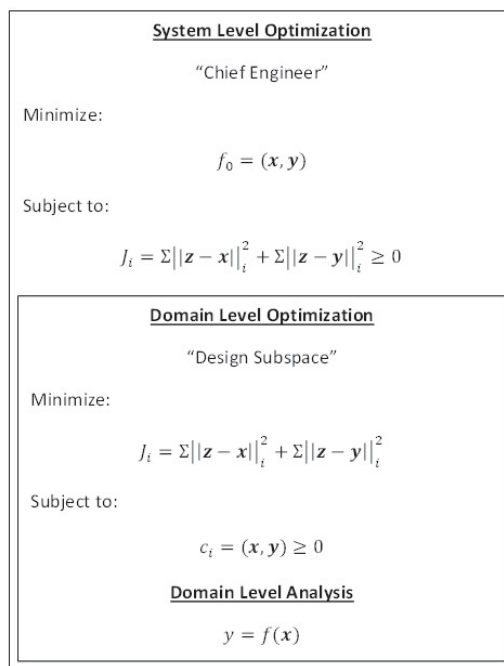 System Level Optimization
“Chief Engineer”
Minimize:
f₀ = (x, y)
Subject to:
Jᵢ = Σ||z − x||ᵢ² + Σ||z − y||ᵢ² ≥ 0
Domain Level Optimization
“Design Subspace”
Minimize:
Jᵢ = Σ||z − x||ᵢ² + Σ||z − y||ᵢ²
Subject to:
cᵢ = (x, y) ≥ 0
Domain Level Analysis
y = f(x)